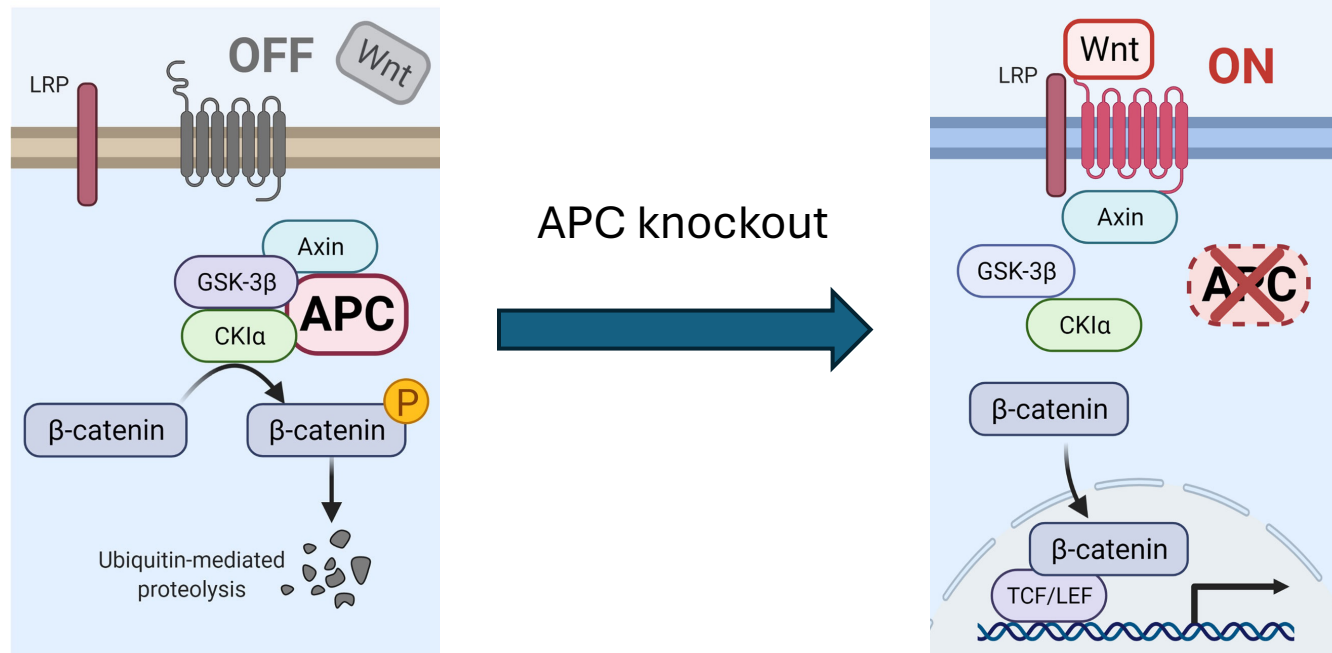 OFF
Wnt
LRP
Axin
GSK-3β
APC
CKIα
β-catenin
β-catenin
P
Ubiquitin-mediated
proteolysis
APC knockout
Wnt
ON
LRP
Axin
GSK-3β
APC
CKIα
β-catenin
β-catenin
TCF/LEF